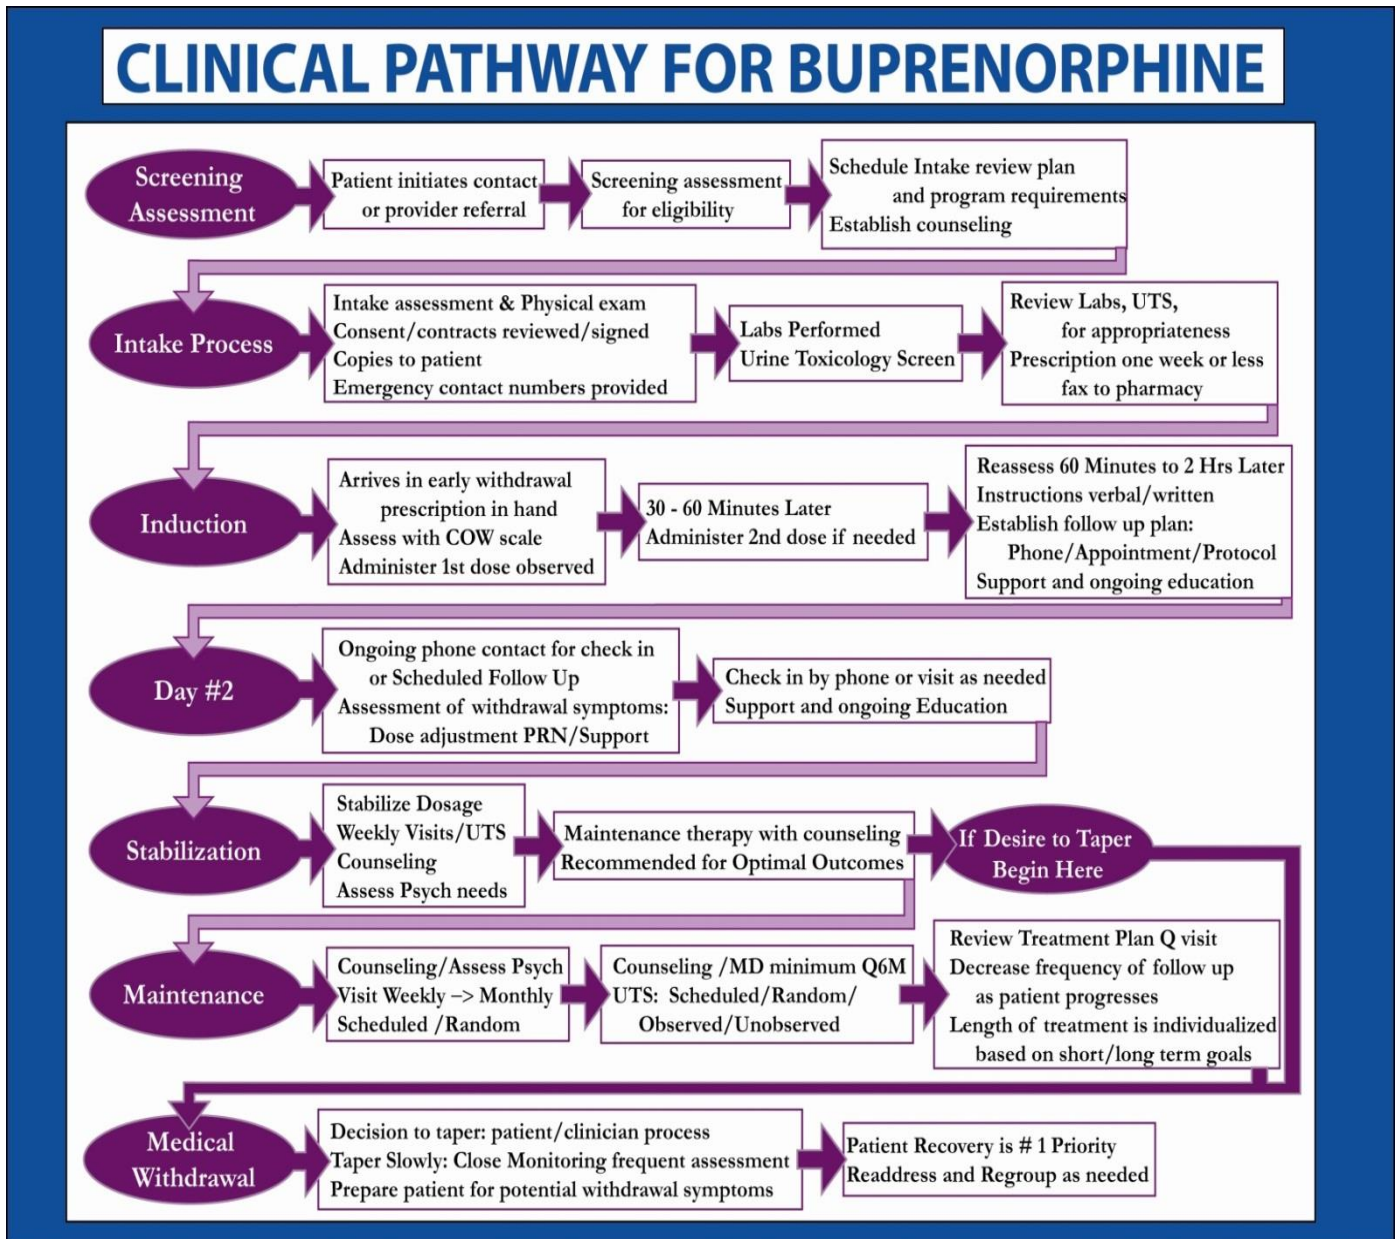 CLINICAL PATHWAY FOR BUPRENORPHINE
Screening
Assessment
Patient initiates contact
or provider referral
Screening assessment
for eligibility
Schedule Intake review plan
and program requirements
Establish counseling
Intake Process
Intake assessment & Physical exam
Consent/contracts reviewed/signed
Copies to patient
Emergency contact numbers provided
Labs Performed
Urine Toxicology Screen
Review Labs, UTS,
for appropriateness
Prescription one week or less
fax to pharmacy
Induction
Arrives in early withdrawal
prescription in hand
Assess with COW scale
Administer 1st dose observed
30 - 60 Minutes Later
Administer 2nd dose if needed
Reassess 60 Minutes to 2 Hrs Later
Instructions verbal/written
Establish follow up plan:
Phone/Appointment/Protocol
Support and ongoing education
Day #2
Ongoing phone contact for check in
or Scheduled Follow Up
Assessment of withdrawal symptoms:
Dose adjustment PRN/Support
Check in by phone or visit as needed
Support and ongoing Education
Stabilization
Stabilize Dosage
Weekly Visits/UTS
Counseling
Assess Psych needs
Maintenance therapy with counseling
Recommended for Optimal Outcomes
If Desire to Taper
Begin Here
Maintenance
Counseling/Assess Psych
Visit Weekly –> Monthly
Scheduled /Random
Counseling /MD minimum Q6M
UTS: Scheduled/Random/
Observed/Unobserved
Review Treatment Plan Q visit
Decrease frequency of follow up
as patient progresses
Length of treatment is individualized
based on short/long term goals
Medical
Withdrawal
Decision to taper: patient/clinician process
Taper Slowly: Close Monitoring frequent assessment
Prepare patient for potential withdrawal symptoms
Patient Recovery is # 1 Priority
Readdress and Regroup as needed